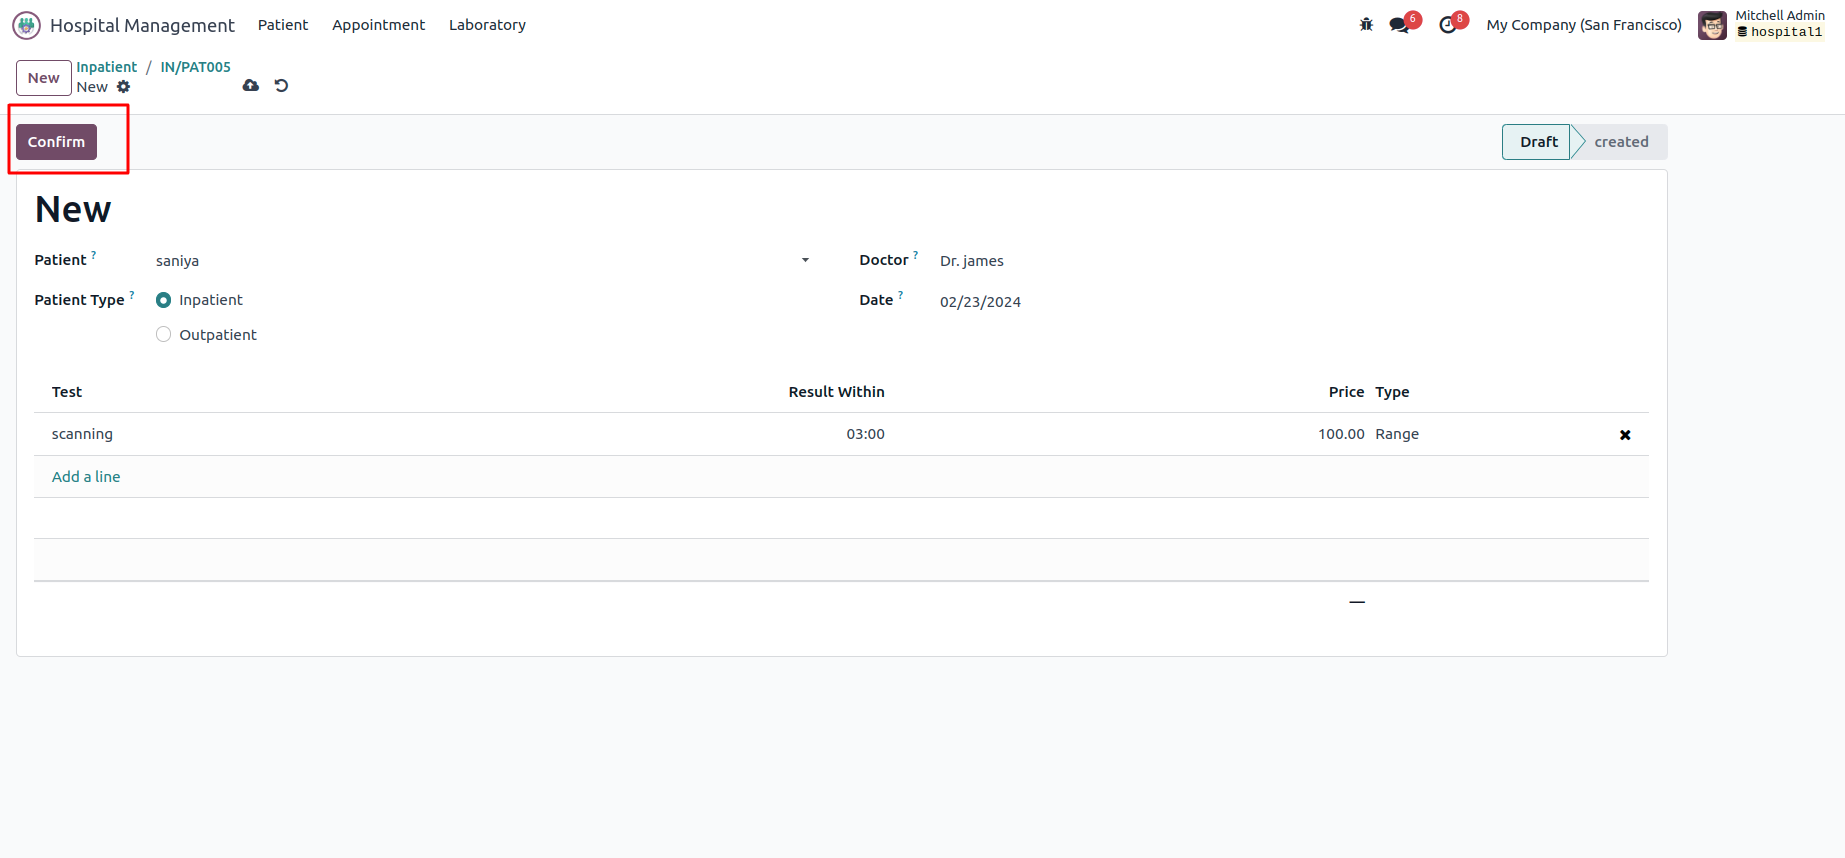 Hospital Management Patient Appointment Laboratory 6 8 My Company (San Francisco) Mitchell Admin
hospital1
New Inpatient / IN/PAT005
New
Confirm Draft created
New
Patient ? saniya Doctor ? Dr. james
Patient Type ? Inpatient Date ? 02/23/2024
Outpatient
Test Result Within Price Type
scanning 03:00 100.00 Range
Add a line
—